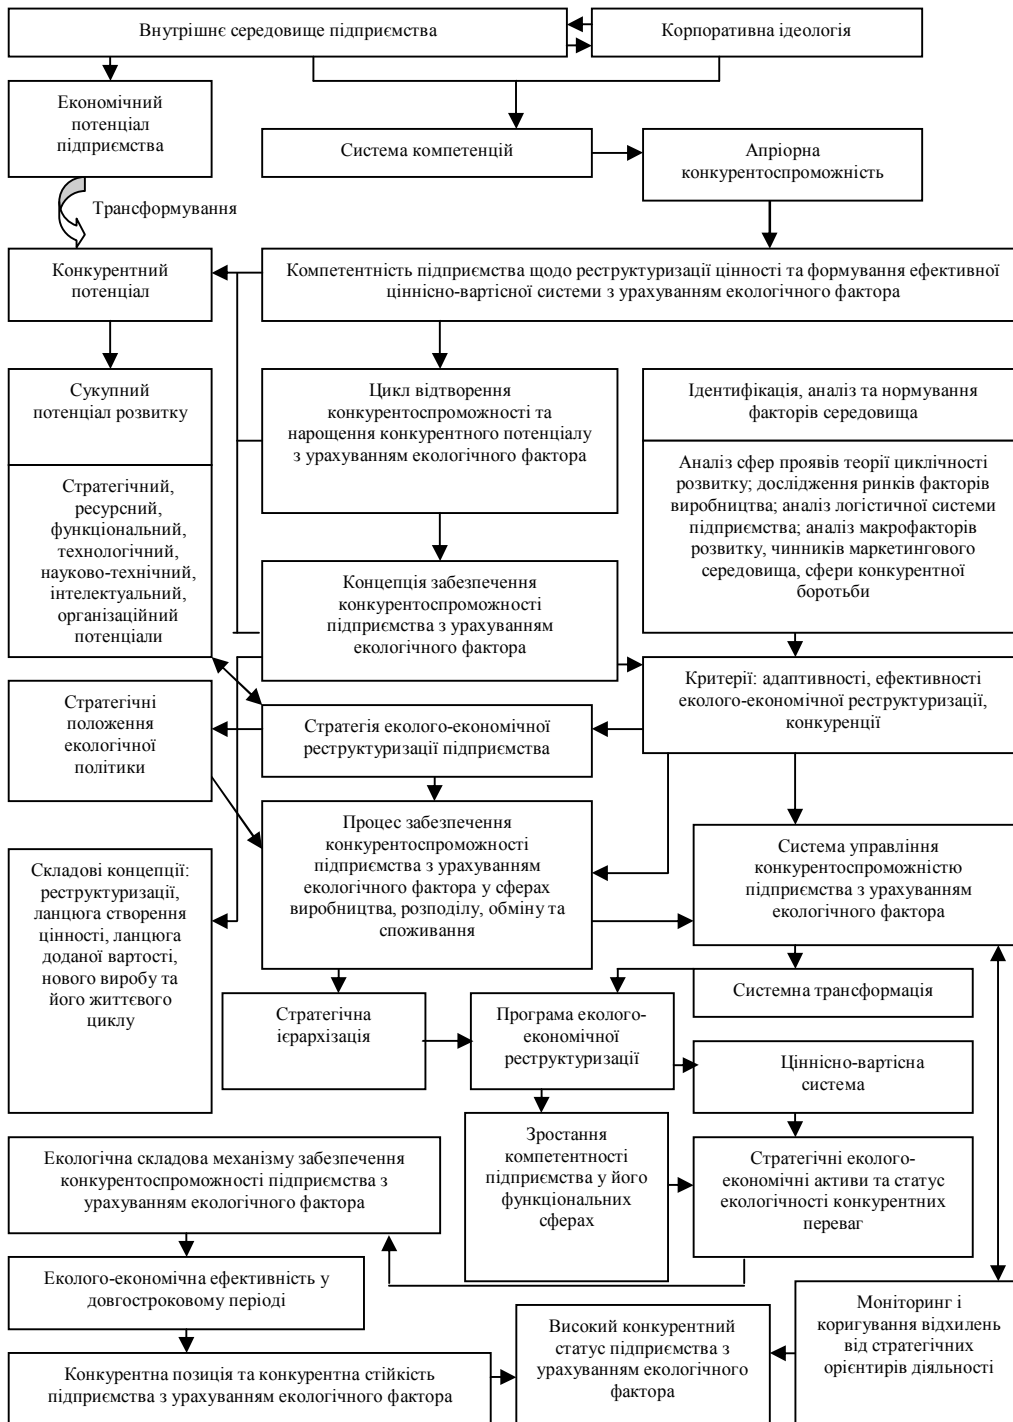 Внутрішнє середовище підприємства
Корпоративна ідеологія
Економічний
потенціал
підприємства
Система компетенцій
Апріорна
конкурентоспроможність
Трансформування
Конкурентний
потенціал
Компетентність підприємства щодо реструктуризації цінності та формування ефективної
ціннісно-вартісної системи з урахуванням екологічного фактора
Сукупний
потенціал розвитку
Цикл відтворення
конкурентоспроможності та
нарощення конкурентного потенціалу
з урахуванням екологічного фактора
Ідентифікація, аналіз та нормування
факторів середовища
Стратегічний,
ресурсний,
функціональний,
технологічний,
науково-технічний,
інтелектуальний,
організаційний
потенціали
Аналіз сфер проявів теорії циклічності
розвитку; дослідження ринків факторів
виробництва; аналіз логістичної системи
підприємства; аналіз макрофакторів
розвитку, чинників маркетингового
середовища, сфери конкурентної
боротьби
Концепція забезпечення
конкурентоспроможності
підприємства з урахуванням
екологічного фактора
Критерії: адаптивності, ефективності
еколого-економічної реструктуризації,
конкуренції
Стратегічні
положення
екологічної
політики
Стратегія еколого-економічної
реструктуризації підприємства
Процес забезпечення
конкурентоспроможності
підприємства з урахуванням
екологічного фактора у сферах
виробництва, розподілу, обміну та
споживання
Система управління
конкурентоспроможністю
підприємства з урахуванням
екологічного фактора
Складові концепції:
реструктуризації,
ланцюга створення
цінності, ланцюга
доданої вартості,
нового виробу та
його життєвого
циклу
Системна трансформація
Стратегічна
ієрархізація
Програма еколого-
економічної
реструктуризації
Ціннісно-вартісна
система
Зростання
компетентності
підприємства у його
функціональних
сферах
Стратегічні еколого-
економічні активи та статус
екологічності конкурентних
переваг
Екологічна складова механізму забезпечення
конкурентоспроможності підприємства з
урахуванням екологічного фактора
Еколого-економічна ефективність у
довгостроковому періоді
Моніторинг і
коригування відхилень
від стратегічних
орієнтирів діяльності
Високий конкурентний
статус підприємства з
урахуванням екологічного
фактора
Конкурентна позиція та конкурентна стійкість
підприємства з урахуванням екологічного фактора